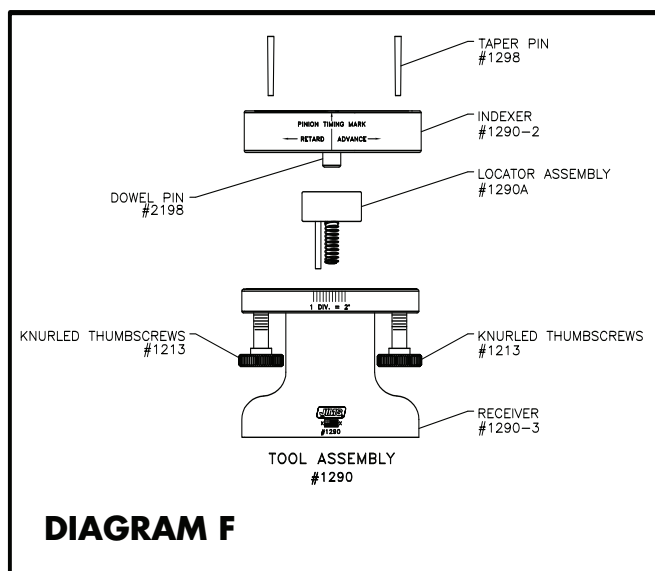 TAPER PIN
#1298
PINION TIMING MARK
RETARD ADVANCE
INDEXER
#1290-2
LOCATOR ASSEMBLY
#1290A
DOWEL PIN
#2198
1 DIV. = 2°
KNURLED THUMBSCREWS
#1213
KNURLED THUMBSCREWS
#1213
JIMS
#1290
RECEIVER
#1290-3
TOOL ASSEMBLY
#1290
DIAGRAM F